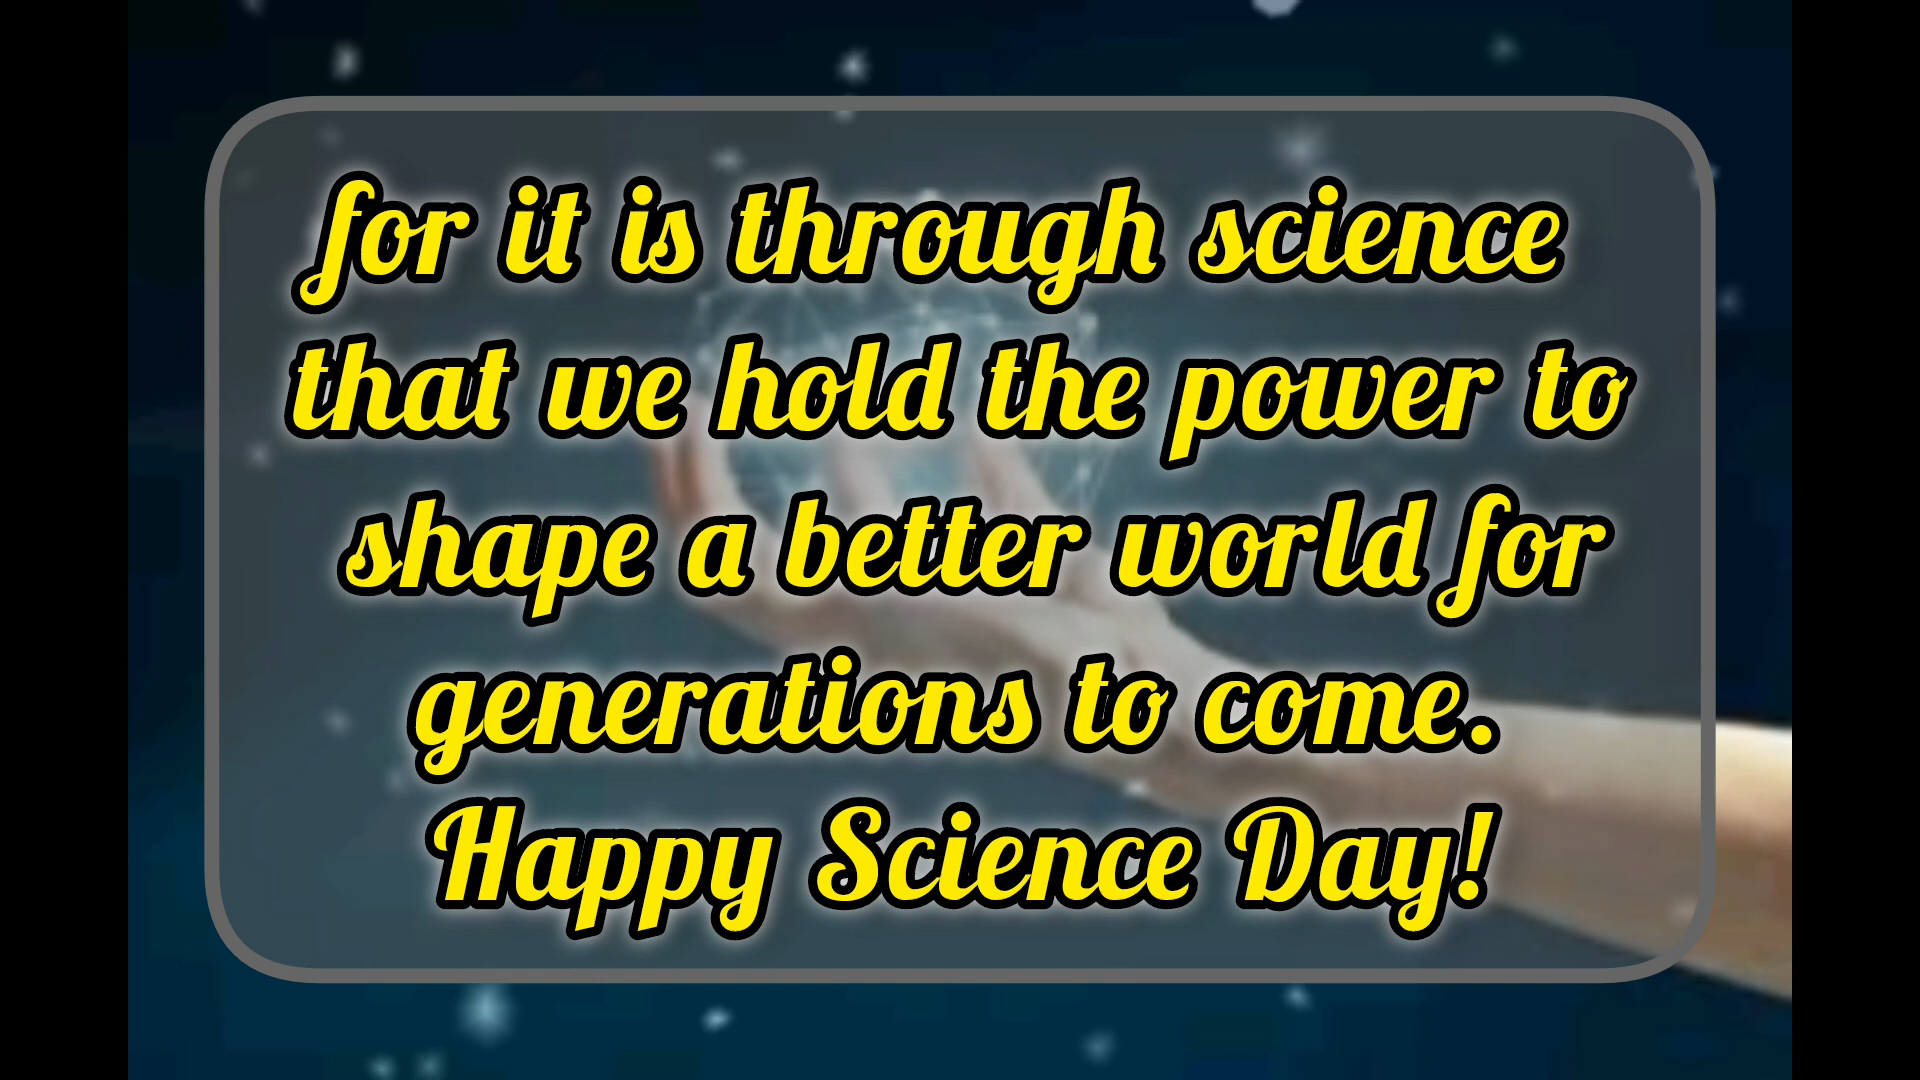 for it is through science
that we hold the power to
shape a better world for
generations to come.
Happy Science Day!